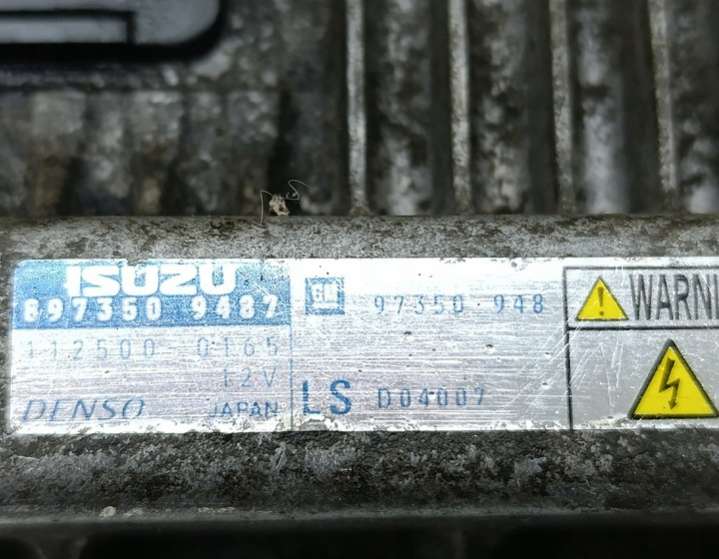 ISUZU
897350 9487
112500-0165
12V
DENSO JAPAN
GM 97350-948
LS D04007
WARNI